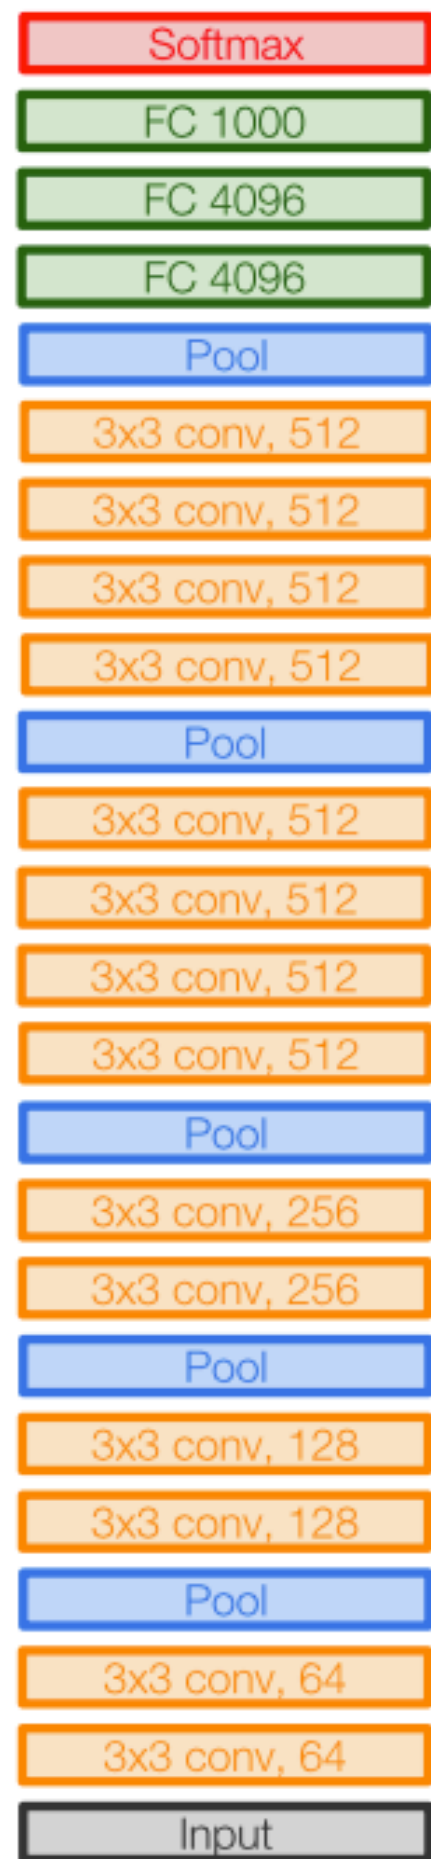 Softmax
FC 1000
FC 4096
FC 4096
Pool
3x3 conv, 512
3x3 conv, 512
3x3 conv, 512
3x3 conv, 512
Pool
3x3 conv, 512
3x3 conv, 512
3x3 conv, 512
3x3 conv, 512
Pool
3x3 conv, 256
3x3 conv, 256
Pool
3x3 conv, 128
3x3 conv, 128
Pool
3x3 conv, 64
3x3 conv, 64
Input